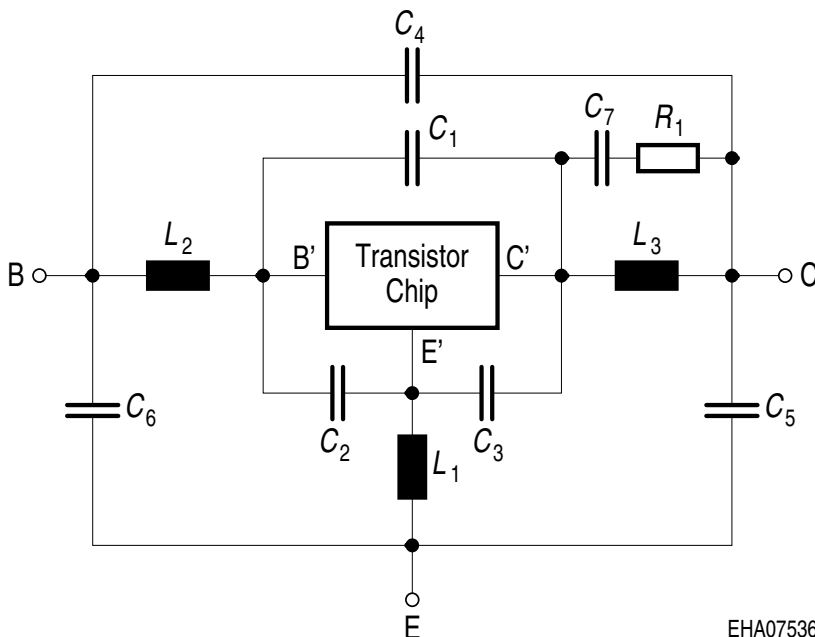 C4
C1
C7
R1
L2
L3
B
B’
Transistor
Chip
C’
C
E’
C6
C2
C3
C5
L1
E
EHA07536